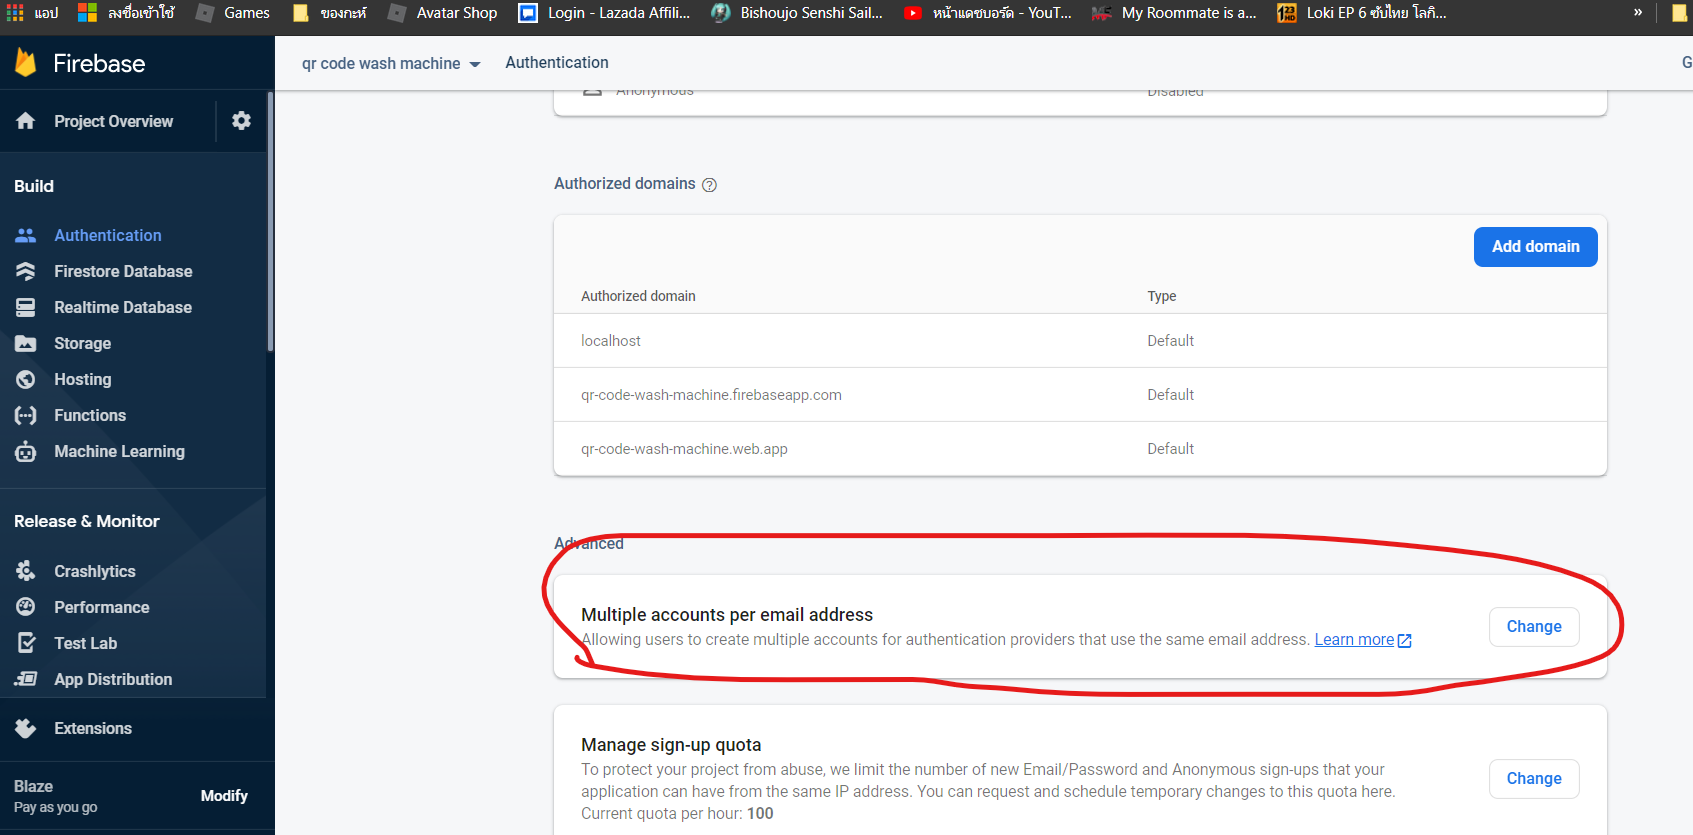 แอป
ลงชื่อเข้าใช้
Games
ของกะห์
Avatar Shop
Login - Lazada Affili...
Bishoujo Senshi Sail...
หน้าแดชบอร์ด - YouT...
My Roommate is a...
Loki EP 6 ซับไทย โลกิ...
»
Firebase
qr code wash machine
Authentication
G
Project Overview
Build
Authentication
Firestore Database
Realtime Database
Storage
Hosting
Functions
Machine Learning
Release & Monitor
Crashlytics
Performance
Test Lab
App Distribution
Extensions
Blaze
Pay as you go
Modify
Anonymous
Disabled
Authorized domains
Add domain
Authorized domain
Type
localhost
Default
qr-code-wash-machine.firebaseapp.com
Default
qr-code-wash-machine.web.app
Default
Advanced
Multiple accounts per email address
Allowing users to create multiple accounts for authentication providers that use the same email address. Learn more
Change
Manage sign-up quota
To protect your project from abuse, we limit the number of new Email/Password and Anonymous sign-ups that your
application can have from the same IP address. You can request and schedule temporary changes to this quota here.
Current quota per hour: 100
Change